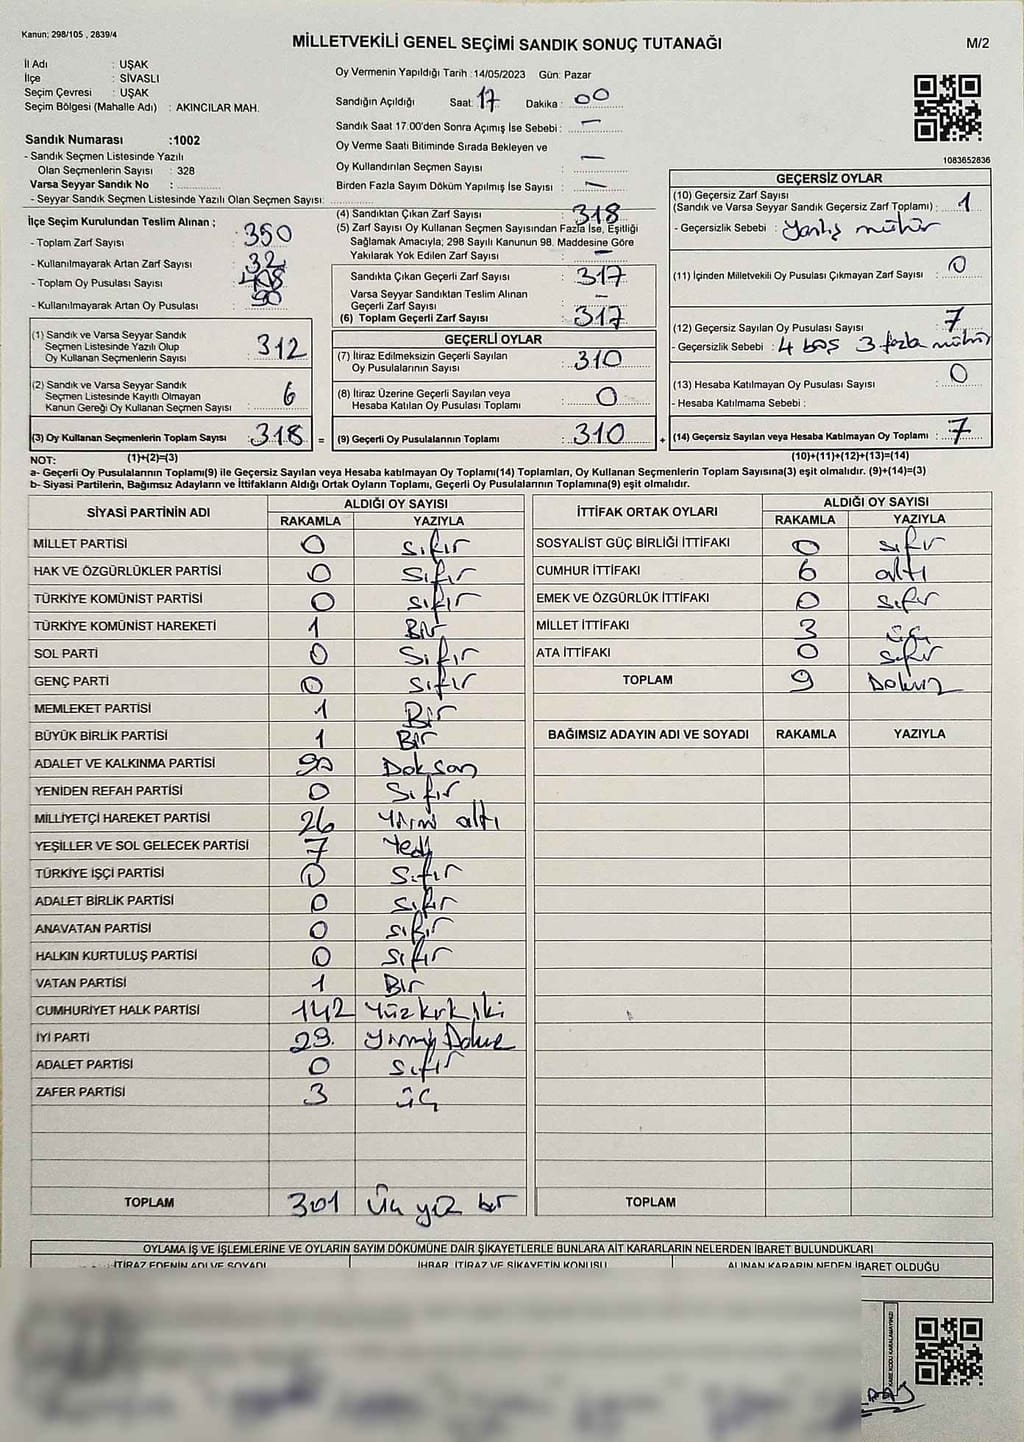 Kanun; 298/105 , 2839/4
MİLLETVEKİLİ GENEL SEÇİMİ SANDIK SONUÇ TUTANAĞI
M/2
İl Adı : UŞAK
İlçe : SİVASLI
Seçim Çevresi : UŞAK
Seçim Bölgesi (Mahalle Adı) : AKINCILAR MAH.
Sandık Numarası :1002
- Sandık Seçmen Listesinde Yazılı
Olan Seçmenlerin Sayısı : 328
Varsa Seyyar Sandık No :
- Seyyar Sandık Seçmen Listesinde Yazılı Olan Seçmen Sayısı:
Oy Vermenin Yapıldığı Tarih :14/05/2023 Gün: Pazar
Sandığın Açıldığı Saat: 17 Dakika : 00
Sandık Saat 17.00'den Sonra Açılmış İse Sebebi : —
Oy Verme Saati Bitiminde Sırada Bekleyen ve
Oy Kullandırılan Seçmen Sayısı : —
Birden Fazla Sayım Döküm Yapılmış İse Sayısı : —
1083652836
İlçe Seçim Kurulundan Teslim Alınan ;
- Toplam Zarf Sayısı : 350
- Kullanılmayarak Artan Zarf Sayısı : 32
- Toplam Oy Pusulası Sayısı :
- Kullanılmayarak Artan Oy Pusulası : 90
(1) Sandık ve Varsa Seyyar Sandık
Seçmen Listesinde Yazılı Olup
Oy Kullanan Seçmenlerin Sayısı : 312
(2) Sandık ve Varsa Seyyar Sandık
Seçmen Listesinde Kayıtlı Olmayan
Kanun Gereği Oy Kullanan Seçmen Sayısı : 6
(3) Oy Kullanan Seçmenlerin Toplam Sayısı : 318 =
(4) Sandıktan Çıkan Zarf Sayısı : 318
(5) Zarf Sayısı Oy Kullanan Seçmen Sayısından Fazla İse, Eşitliği
Sağlamak Amacıyla; 298 Sayılı Kanunun 98. Maddesine Göre
Yakılarak Yok Edilen Zarf Sayısı : —
Sandıkta Çıkan Geçerli Zarf Sayısı : 317
Varsa Seyyar Sandıktan Teslim Alınan
Geçerli Zarf Sayısı : —
(6) Toplam Geçerli Zarf Sayısı : 317
GEÇERLİ OYLAR
(7) İtiraz Edilmeksizin Geçerli Sayılan
Oy Pusulalarının Sayısı : 310
(8) İtiraz Üzerine Geçerli Sayılan veya
Hesaba Katılan Oy Pusulası Toplamı : 0
(9) Geçerli Oy Pusulalarının Toplamı : 310 +
GEÇERSİZ OYLAR
(10) Geçersiz Zarf Sayısı
(Sandık ve Varsa Seyyar Sandık Geçersiz Zarf Toplamı) : 1
- Geçersizlik Sebebi : Yanlış mühür
(11) İçinden Milletvekili Oy Pusulası Çıkmayan Zarf Sayısı : 0
(12) Geçersiz Sayılan Oy Pusulası Sayısı : 7
- Geçersizlik Sebebi : 4 boş 3 fazla mühür
(13) Hesaba Katılmayan Oy Pusulası Sayısı : 0
- Hesaba Katılmama Sebebi :
(14) Geçersiz Sayılan veya Hesaba Katılmayan Oy Toplamı : 7
NOT: (1)+(2)=(3) (10)+(11)+(12)+(13)=(14)
a- Geçerli Oy Pusulalarının Toplamı(9) ile Geçersiz Sayılan veya Hesaba katılmayan Oy Toplamı(14) Toplamları, Oy Kullanan Seçmenlerin Toplam Sayısına(3) eşit olmalıdır. (9)+(14)=(3)
b- Siyasi Partilerin, Bağımsız Adayların ve İttifakların Aldığı Ortak Oyların Toplamı, Geçerli Oy Pusulalarının Toplamına(9) eşit olmalıdır.
SİYASİ PARTİNİN ADI ALDIĞI OY SAYISI
RAKAMLA YAZIYLA
MİLLET PARTİSİ 0 sıfır
HAK VE ÖZGÜRLÜKLER PARTİSİ 0 Sıfır
TÜRKİYE KOMÜNİST PARTİSİ 0 sıfır
TÜRKİYE KOMÜNİST HAREKETİ 1 Bir
SOL PARTİ 0 Sıfır
GENÇ PARTİ 0 sıfır
MEMLEKET PARTİSİ 1 Bir
BÜYÜK BİRLİK PARTİSİ 1 Bir
ADALET VE KALKINMA PARTİSİ 90 Doksan
YENİDEN REFAH PARTİSİ 0 Sıfır
MİLLİYETÇİ HAREKET PARTİSİ 26 Yirmi altı
YEŞİLLER VE SOL GELECEK PARTİSİ 7 Yedi
TÜRKİYE İŞÇİ PARTİSİ 0 Sıfır
ADALET BİRLİK PARTİSİ 0 sıfır
ANAVATAN PARTİSİ 0 sıfır
HALKIN KURTULUŞ PARTİSİ 0 sıfır
VATAN PARTİSİ 1 Bir
CUMHURİYET HALK PARTİSİ 142 Yüz kırk iki
İYİ PARTİ 29.
ADALET PARTİSİ 0 Sıfır
ZAFER PARTİSİ 3 üç
TOPLAM 301 Üç yüz bir
İTTİFAK ORTAK OYLARI ALDIĞI OY SAYISI
RAKAMLA YAZIYLA
SOSYALİST GÜÇ BİRLİĞİ İTTİFAKI 0 sıfır
CUMHUR İTTİFAKI 6 altı
EMEK VE ÖZGÜRLÜK İTTİFAKI 0 sıfır
MİLLET İTTİFAKI 3 üç
ATA İTTİFAKI 0 sıfır
TOPLAM 9 Dokuz
BAĞIMSIZ ADAYIN ADI VE SOYADI RAKAMLA YAZIYLA
TOPLAM
OYLAMA İŞ VE İŞLEMLERİNE VE OYLARIN SAYIM DÖKÜMÜNE DAİR ŞİKAYETLERLE BUNLARA AİT KARARLARIN NELERDEN İBARET BULUNDUKLARI
İTİRAZ EDENİN ADI VE SOYADI İHBAR, İTİRAZ VE ŞİKAYETİN KONUSU ALINAN KARARIN NEDEN İBARET OLDUĞU
KARE KODU KARALAMAYINIZ!